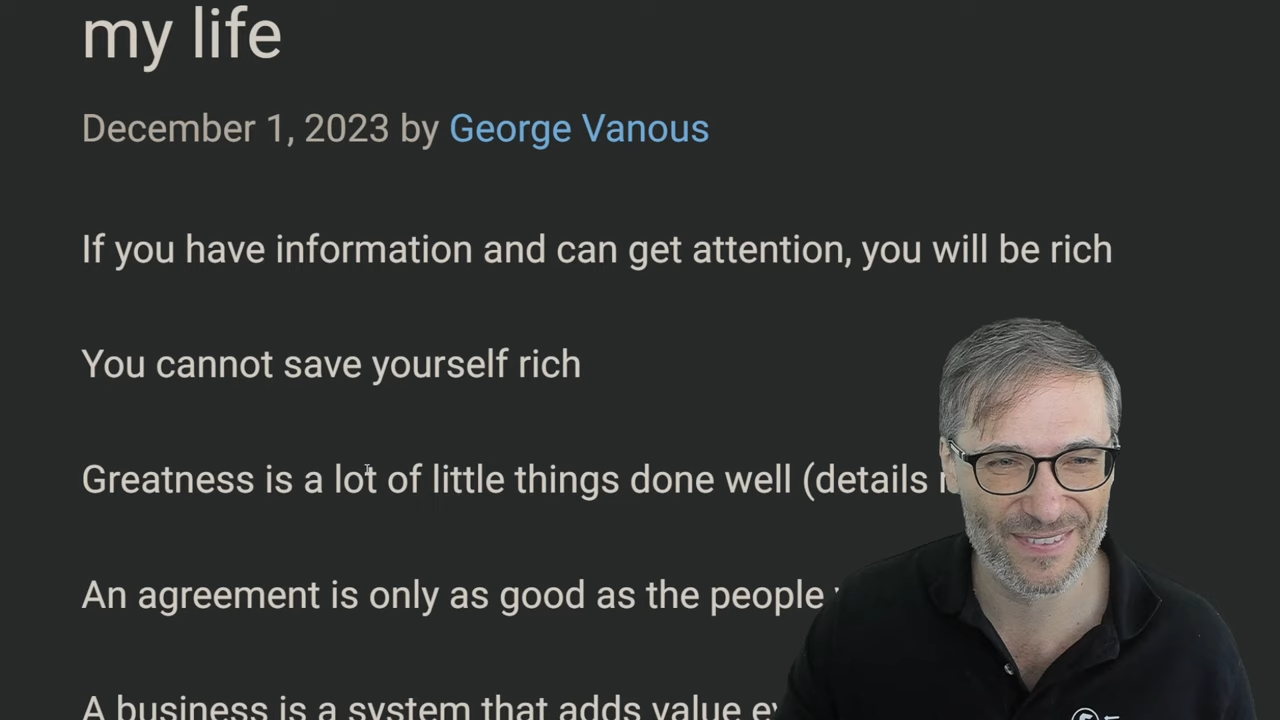 my life
December 1, 2023 by George Vanous
If you have information and can get attention, you will be rich
You cannot save yourself rich
Greatness is a lot of little things done well (details
An agreement is only as good as the people
A business is a system that adds value